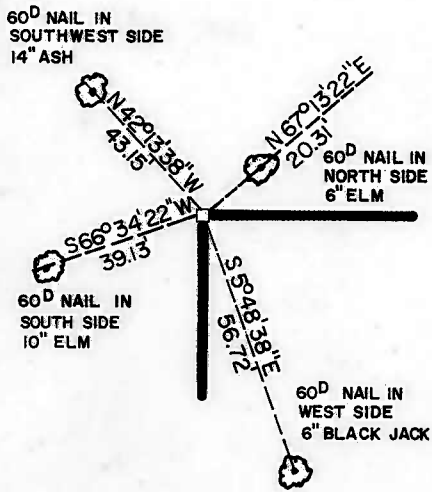 60D NAIL IN
SOUTHWEST SIDE
14" ASH
N42°13'38"W
43.15
N67°13'22"E
20.31
60D NAIL IN
NORTH SIDE
6" ELM
S66°34'22"W
39.13
60D NAIL IN
SOUTH SIDE
10" ELM
S5°48'38"E
56.72
60D NAIL IN
WEST SIDE
6" BLACK JACK